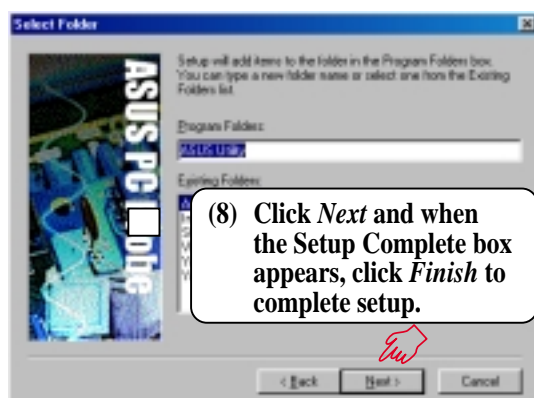 Select Folder
Setup will add items to the folder in the Program Folders box.
You can type a new folder name or select one from the Existing
Folders list.
Program Folders:
ASUS Utility
Existing Folders:
(8) Click Next and when
the Setup Complete box
appears, click Finish to
complete setup.
ASUS PC
< Back
Next >
Cancel